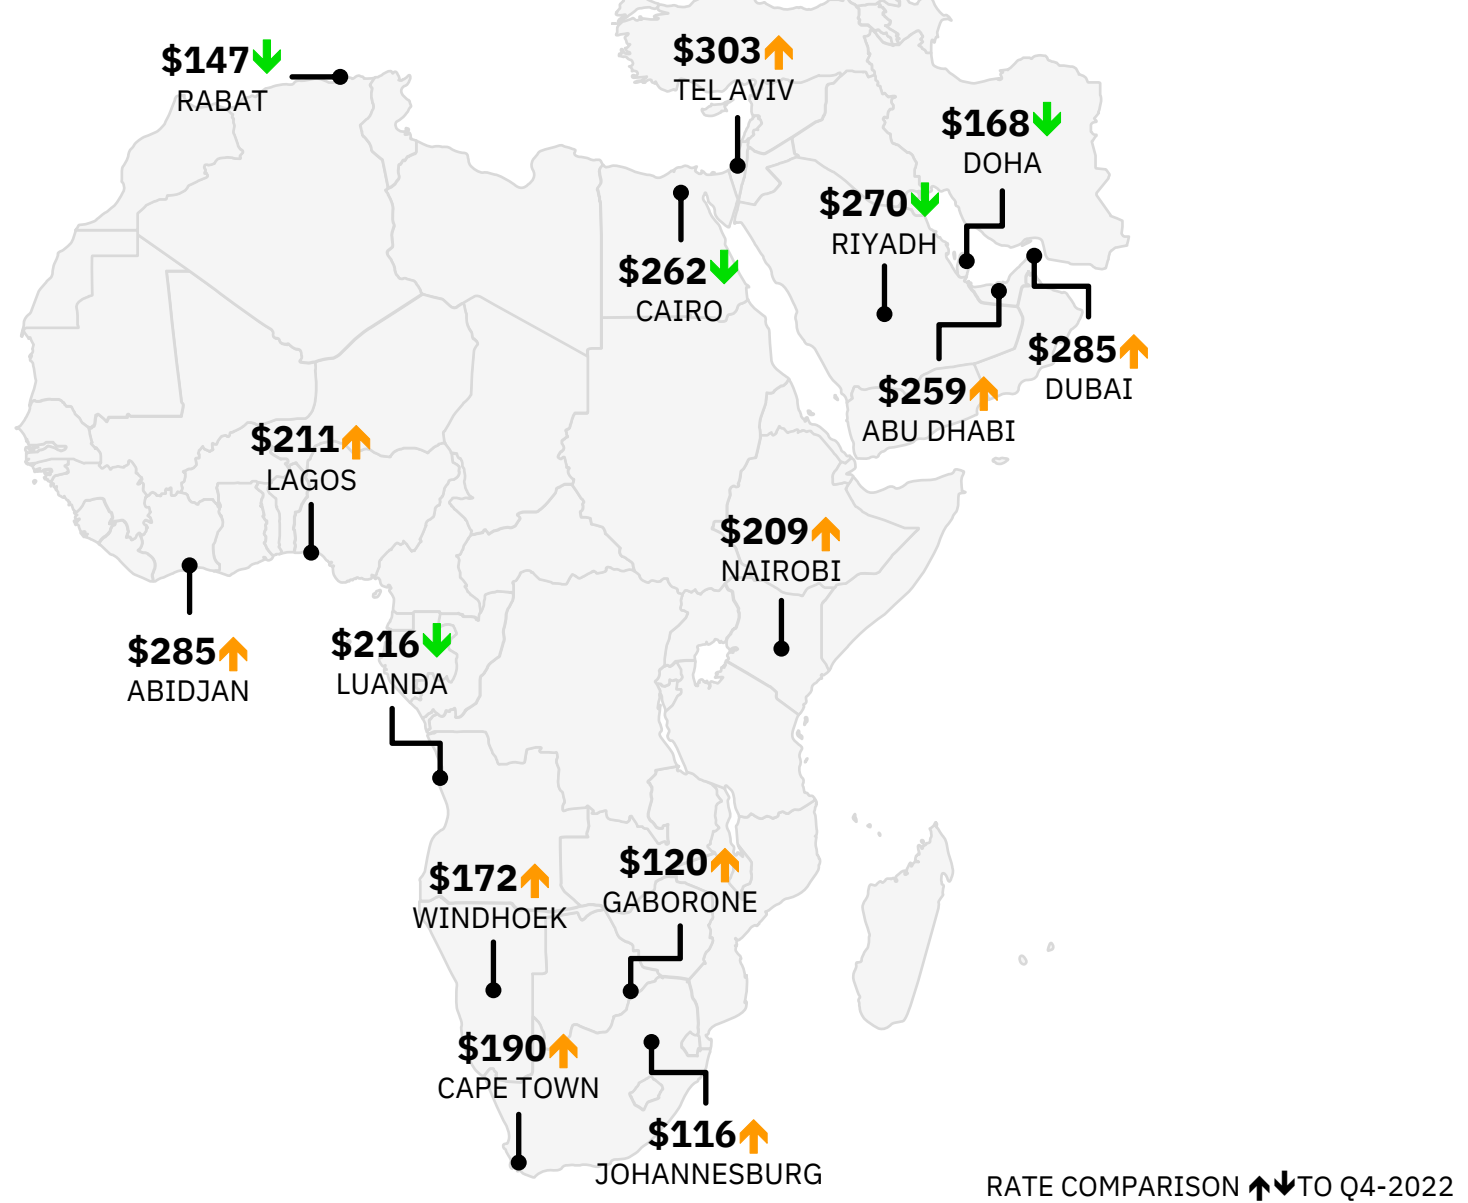 $147
RABAT
$303
TEL AVIV
$168
DOHA
$270
RIYADH
$262
CAIRO
$285
DUBAI
$259
ABU DHABI
$211
LAGOS
$209
NAIROBI
$285
ABIDJAN
$216
LUANDA
$172
WINDHOEK
$120
GABORONE
$190
CAPE TOWN
$116
JOHANNESBURG
RATE COMPARISON ↑↓TO Q4-2022